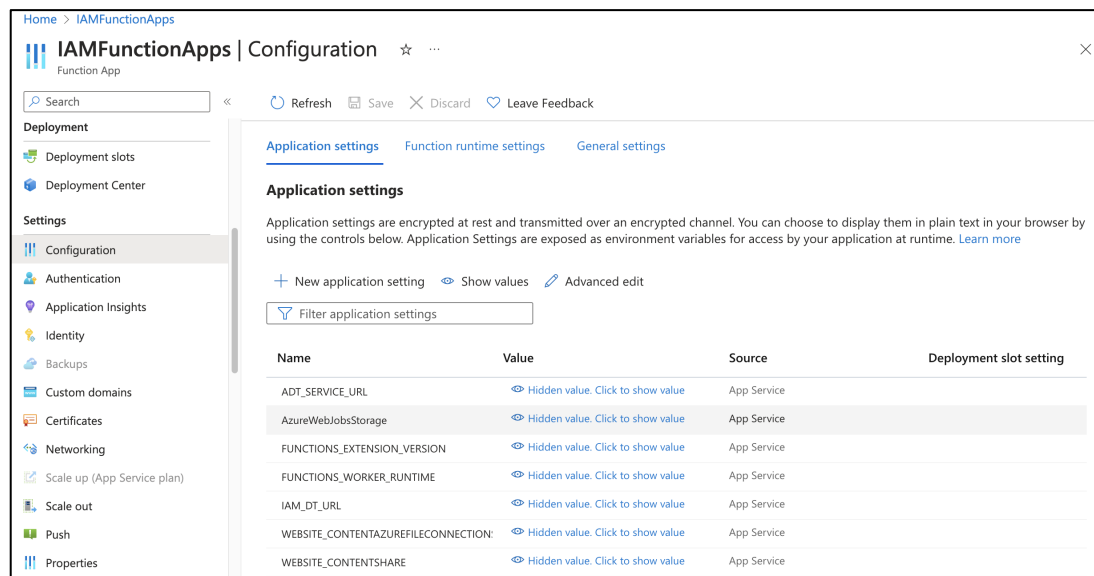 Home > IAMFunctionApps
IAMFunctionApps | Configuration
Function App
Search
Refresh Save Discard Leave Feedback
Deployment
Deployment slots
Deployment Center
Settings
Configuration
Authentication
Application Insights
Identity
Backups
Custom domains
Certificates
Networking
Scale up (App Service plan)
Scale out
Push
Properties
Application settings Function runtime settings General settings
Application settings
Application settings are encrypted at rest and transmitted over an encrypted channel. You can choose to display them in plain text in your browser by
using the controls below. Application Settings are exposed as environment variables for access by your application at runtime. Learn more
New application setting Show values Advanced edit
Filter application settings
Name Value Source Deployment slot setting
ADT_SERVICE_URL Hidden value. Click to show value App Service
AzureWebJobsStorage Hidden value. Click to show value App Service
FUNCTIONS_EXTENSION_VERSION Hidden value. Click to show value App Service
FUNCTIONS_WORKER_RUNTIME Hidden value. Click to show value App Service
IAM_DT_URL Hidden value. Click to show value App Service
WEBSITE_CONTENTAZUREFILECONNECTION Hidden value. Click to show value App Service
WEBSITE_CONTENTSHARE Hidden value. Click to show value App Service